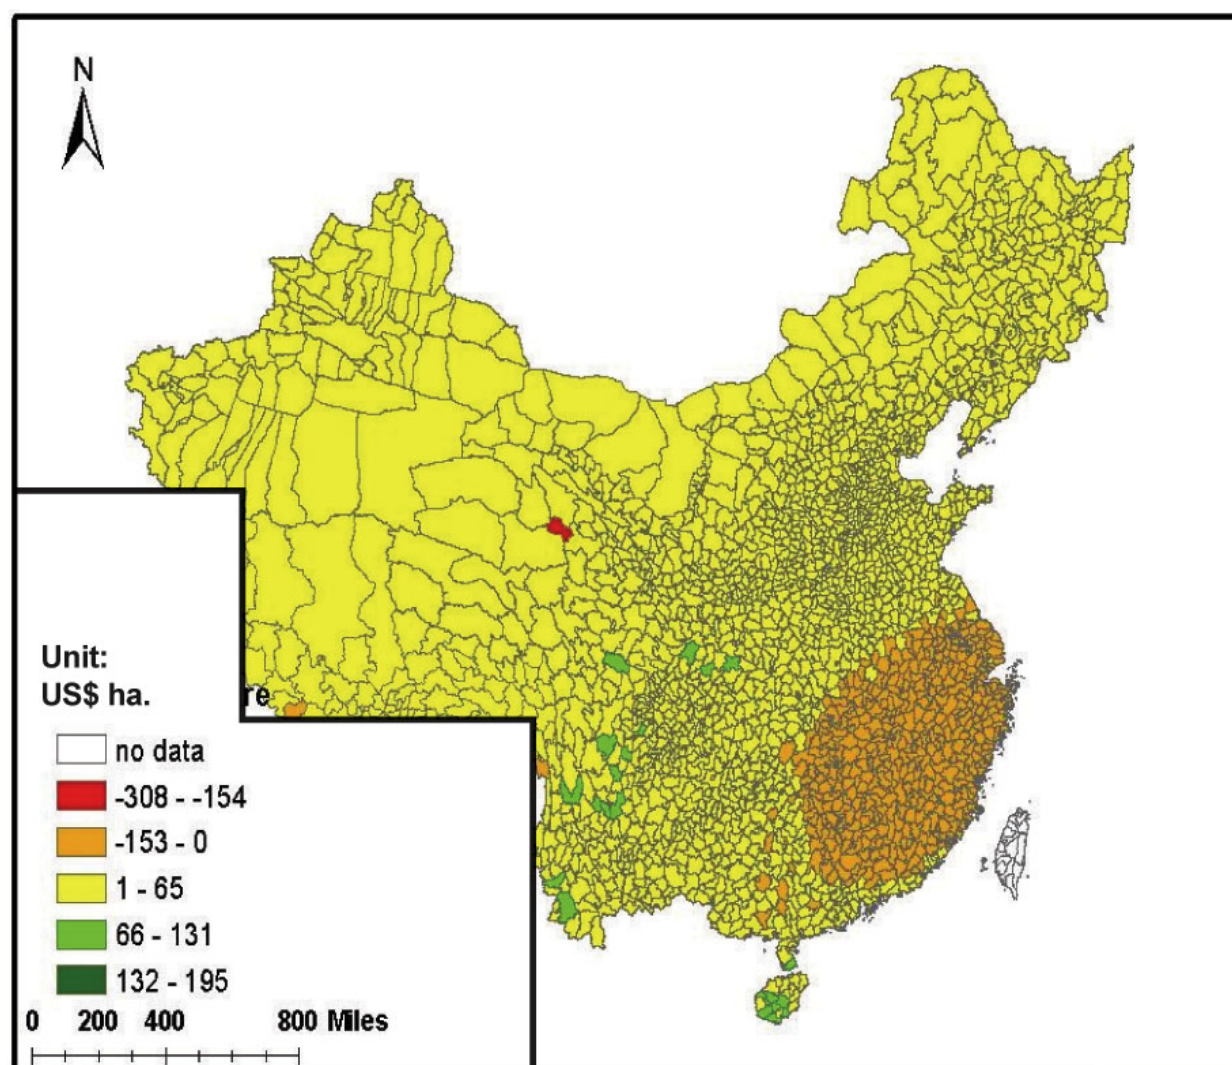 N
Unit:
US$ ha.
re
no data
-308 - -154
-153 - 0
1 - 65
66 - 131
132 - 195
0 200 400 800 Miles